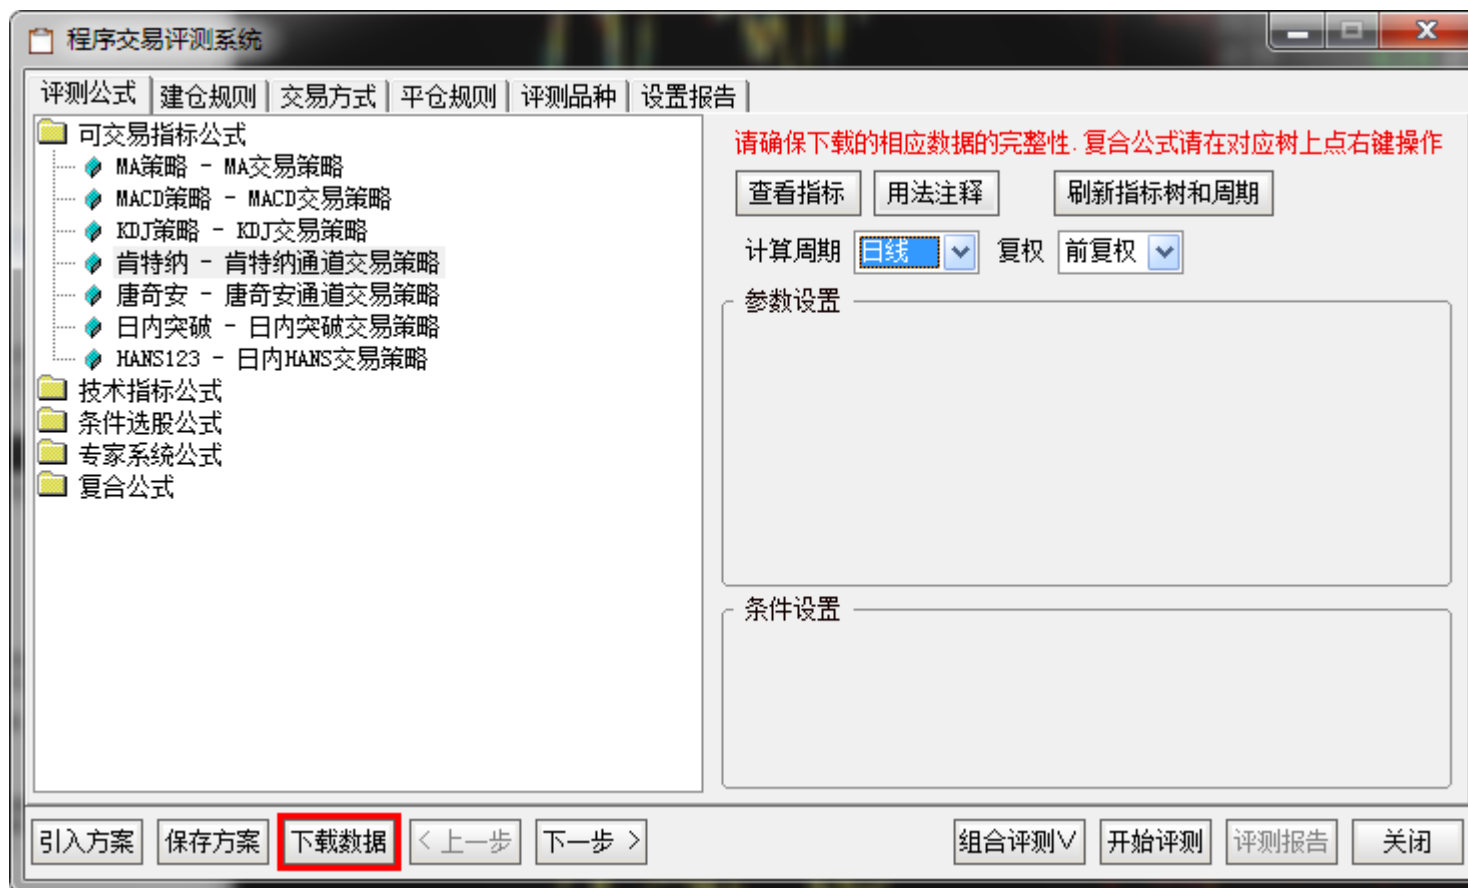 程序交易评测系统
评测公式 建仓规则 交易方式 平仓规则 评测品种 设置报告
可交易指标公式
MA策略 - MA交易策略
MACD策略 - MACD交易策略
KDJ策略 - KDJ交易策略
肯特纳 - 肯特纳通道交易策略
唐奇安 - 唐奇安通道交易策略
日内突破 - 日内突破交易策略
HANS123 - 日内HANS交易策略
技术指标公式
条件选股公式
专家系统公式
复合公式
请确保下载的相应数据的完整性. 复合公式请在对应树上点右键操作
查看指标 用法注释 刷新指标树和周期
计算周期 日线 复权 前复权
参数设置
条件设置
引入方案 保存方案 下载数据 < 上一步 下一步 > 组合评测∨ 开始评测 评测报告 关闭